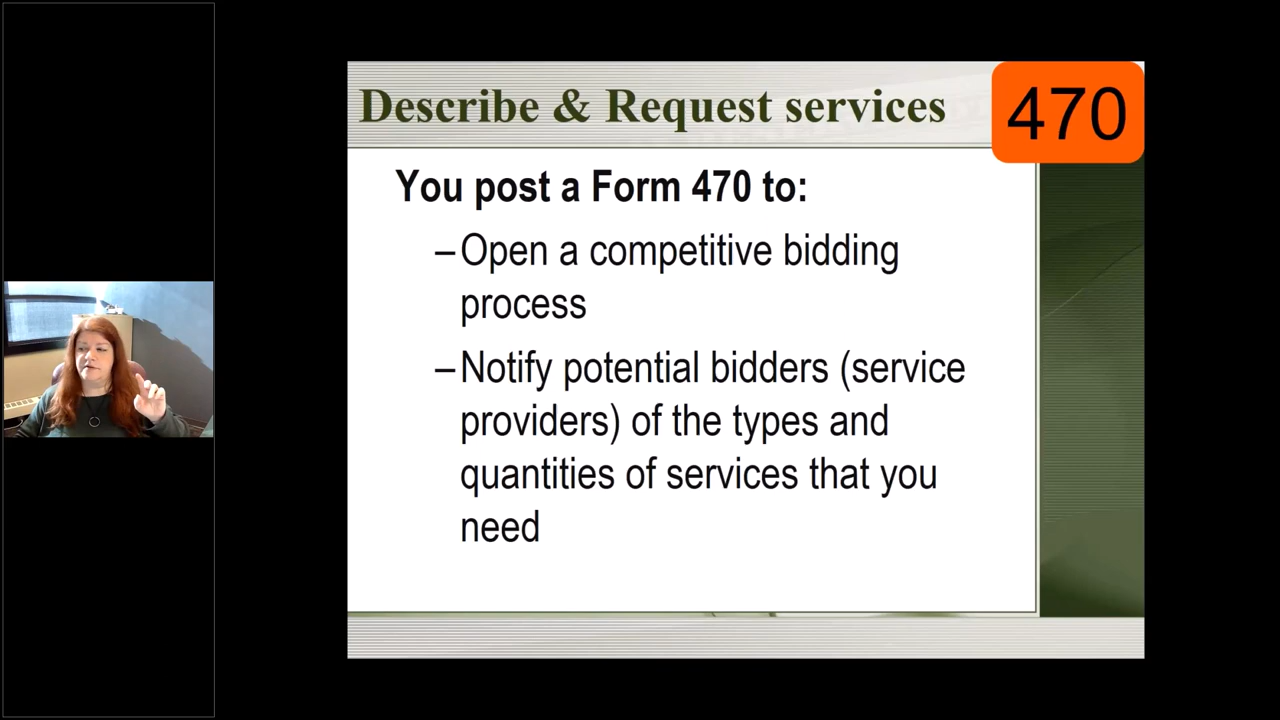 Describe & Request services
470
You post a Form 470 to:
–Open a competitive bidding
process
–Notify potential bidders (service
providers) of the types and
quantities of services that you
need